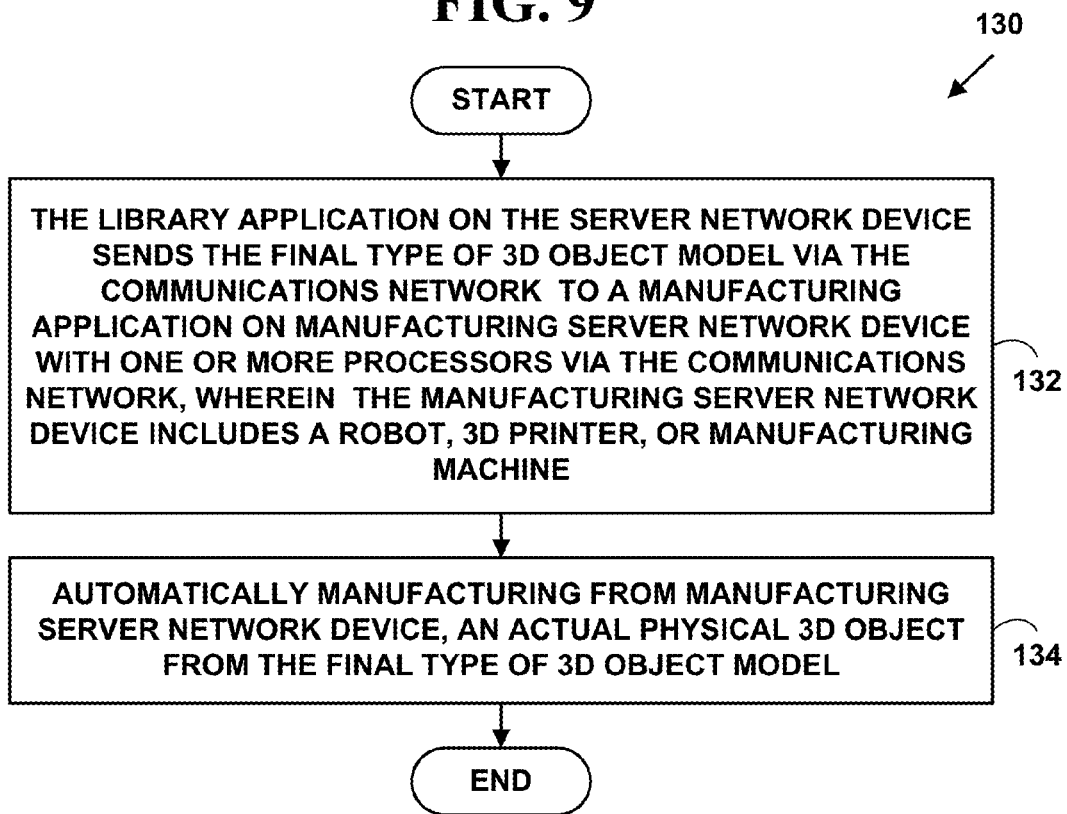 FIG. 9
130
START
THE LIBRARY APPLICATION ON THE SERVER NETWORK DEVICE
SENDS THE FINAL TYPE OF 3D OBJECT MODEL VIA THE
COMMUNICATIONS NETWORK TO A MANUFACTURING
APPLICATION ON MANUFACTURING SERVER NETWORK DEVICE
WITH ONE OR MORE PROCESSORS VIA THE COMMUNICATIONS
NETWORK, WHEREIN THE MANUFACTURING SERVER NETWORK
DEVICE INCLUDES A ROBOT, 3D PRINTER, OR MANUFACTURING
MACHINE
132
AUTOMATICALLY MANUFACTURING FROM MANUFACTURING
SERVER NETWORK DEVICE, AN ACTUAL PHYSICAL 3D OBJECT
FROM THE FINAL TYPE OF 3D OBJECT MODEL
134
END